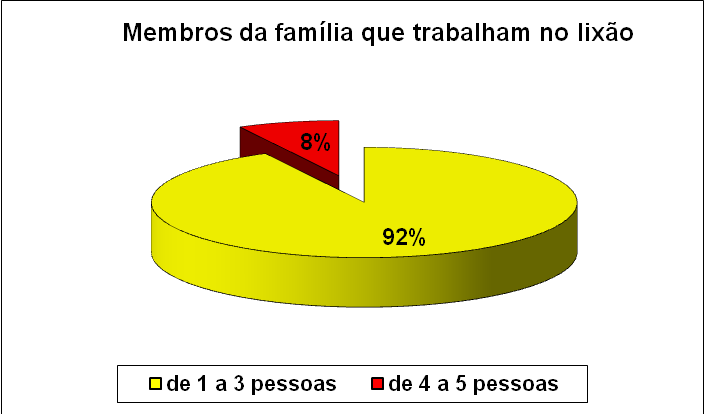 Membros da família que trabalham no lixão
8%
92%
de 1 a 3 pessoas
de 4 a 5 pessoas